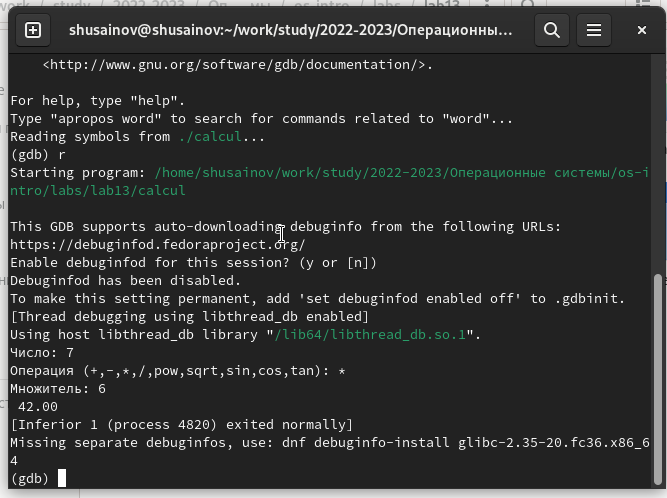 shusainov@shusainov:~/work/study/2022-2023/Операционны...
<http://www.gnu.org/software/gdb/documentation/>.
For help, type "help".
Type "apropos word" to search for commands related to "word"...
Reading symbols from ./calcul...
(gdb) r
Starting program: /home/shusainov/work/study/2022-2023/Операционные системы/os-i
ntro/labs/lab13/calcul
This GDB supports auto-downloading debuginfo from the following URLs:
https://debuginfod.fedoraproject.org/
Enable debuginfod for this session? (y or [n])
Debuginfod has been disabled.
To make this setting permanent, add 'set debuginfod enabled off' to .gdbinit.
[Thread debugging using libthread_db enabled]
Using host libthread_db library "/lib64/libthread_db.so.1".
Число: 7
Операция (+,-,*,/,pow,sqrt,sin,cos,tan): *
Множитель: 6
42.00
[Inferior 1 (process 4820) exited normally]
Missing separate debuginfos, use: dnf debuginfo-install glibc-2.35-20.fc36.x86_6
4
(gdb)